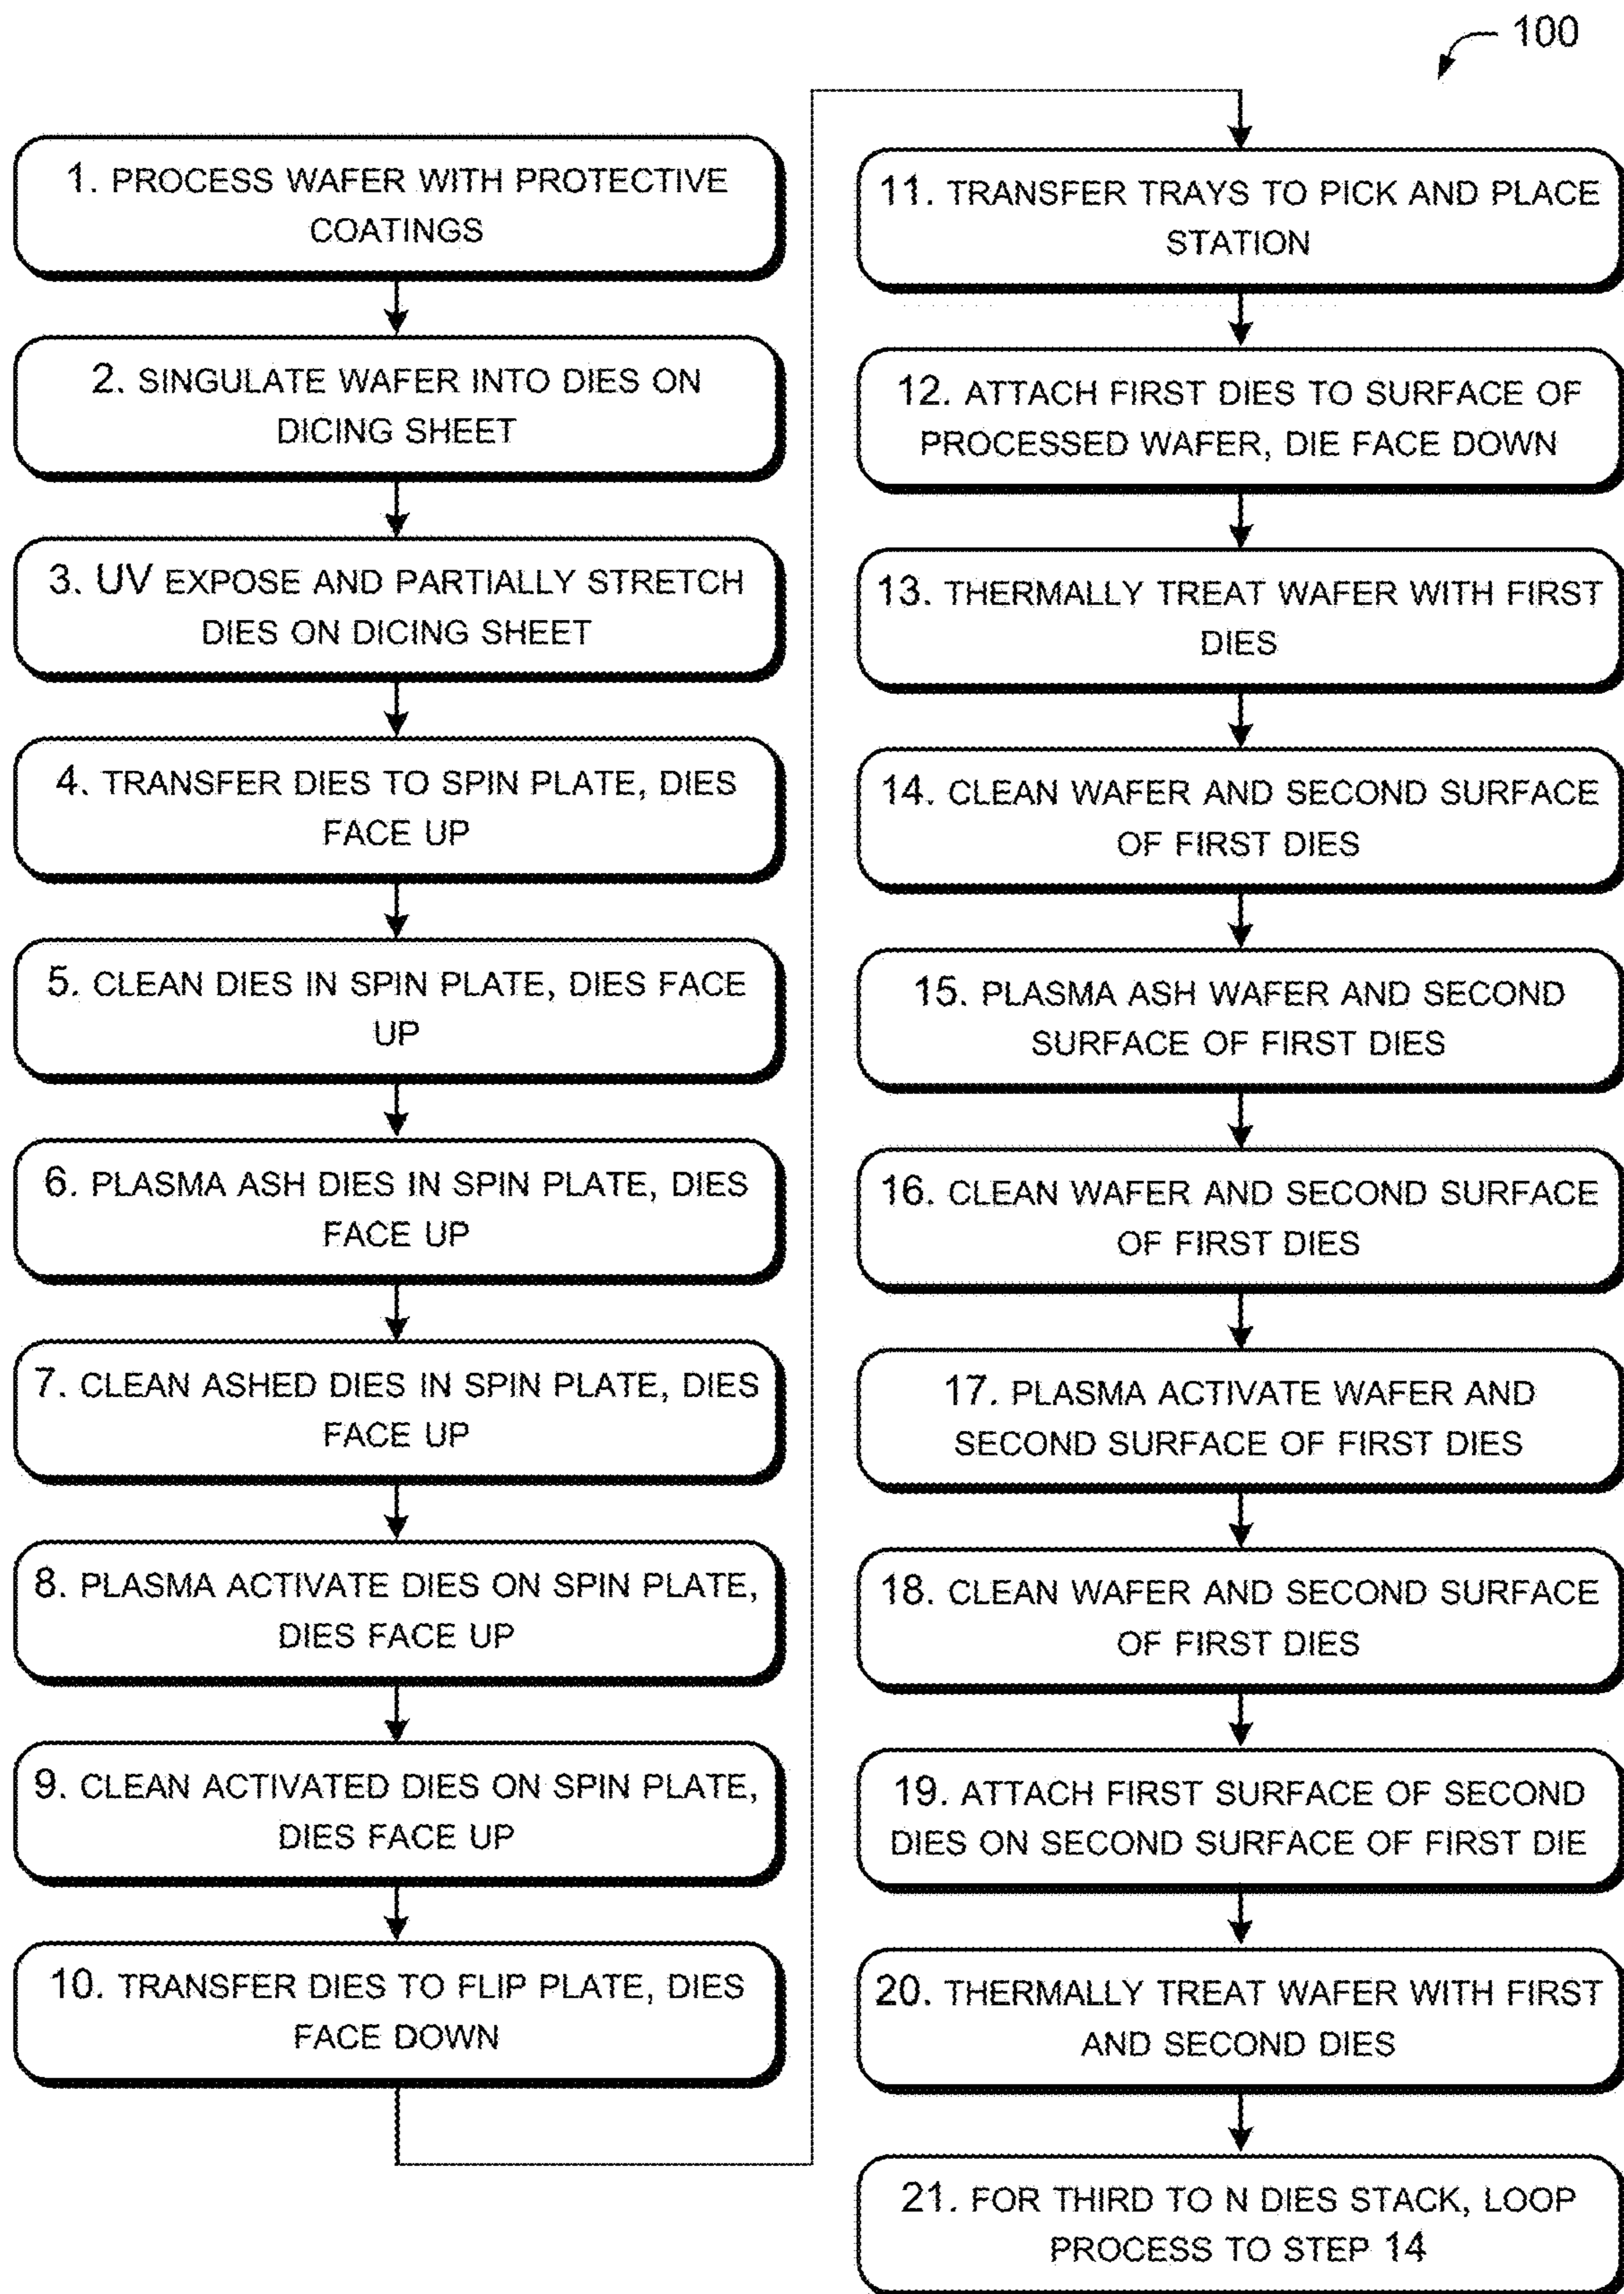 100
1. PROCESS WAFER WITH PROTECTIVE
COATINGS
2. SINGULATE WAFER INTO DIES ON
DICING SHEET
3. UV EXPOSE AND PARTIALLY STRETCH
DIES ON DICING SHEET
4. TRANSFER DIES TO SPIN PLATE, DIES
FACE UP
5. CLEAN DIES IN SPIN PLATE, DIES FACE
UP
6. PLASMA ASH DIES IN SPIN PLATE, DIES
FACE UP
7. CLEAN ASHED DIES IN SPIN PLATE, DIES
FACE UP
8. PLASMA ACTIVATE DIES ON SPIN PLATE,
DIES FACE UP
9. CLEAN ACTIVATED DIES ON SPIN PLATE,
DIES FACE UP
10. TRANSFER DIES TO FLIP PLATE, DIES
FACE DOWN
11. TRANSFER TRAYS TO PICK AND PLACE
STATION
12. ATTACH FIRST DIES TO SURFACE OF
PROCESSED WAFER, DIE FACE DOWN
13. THERMALLY TREAT WAFER WITH FIRST
DIES
14. CLEAN WAFER AND SECOND SURFACE
OF FIRST DIES
15. PLASMA ASH WAFER AND SECOND
SURFACE OF FIRST DIES
16. CLEAN WAFER AND SECOND SURFACE
OF FIRST DIES
17. PLASMA ACTIVATE WAFER AND
SECOND SURFACE OF FIRST DIES
18. CLEAN WAFER AND SECOND SURFACE
OF FIRST DIES
19. ATTACH FIRST SURFACE OF SECOND
DIES ON SECOND SURFACE OF FIRST DIE
20. THERMALLY TREAT WAFER WITH FIRST
AND SECOND DIES
21. FOR THIRD TO N DIES STACK, LOOP
PROCESS TO STEP 14